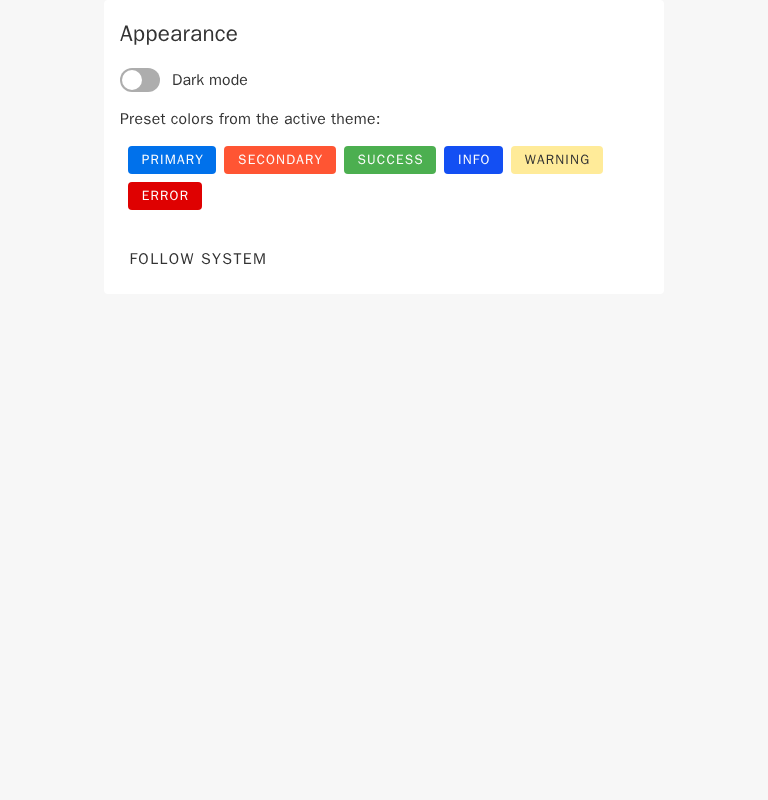 Appearance
Dark mode
Preset colors from the active theme:
PRIMARY SECONDARY SUCCESS INFO WARNING
ERROR
FOLLOW SYSTEM